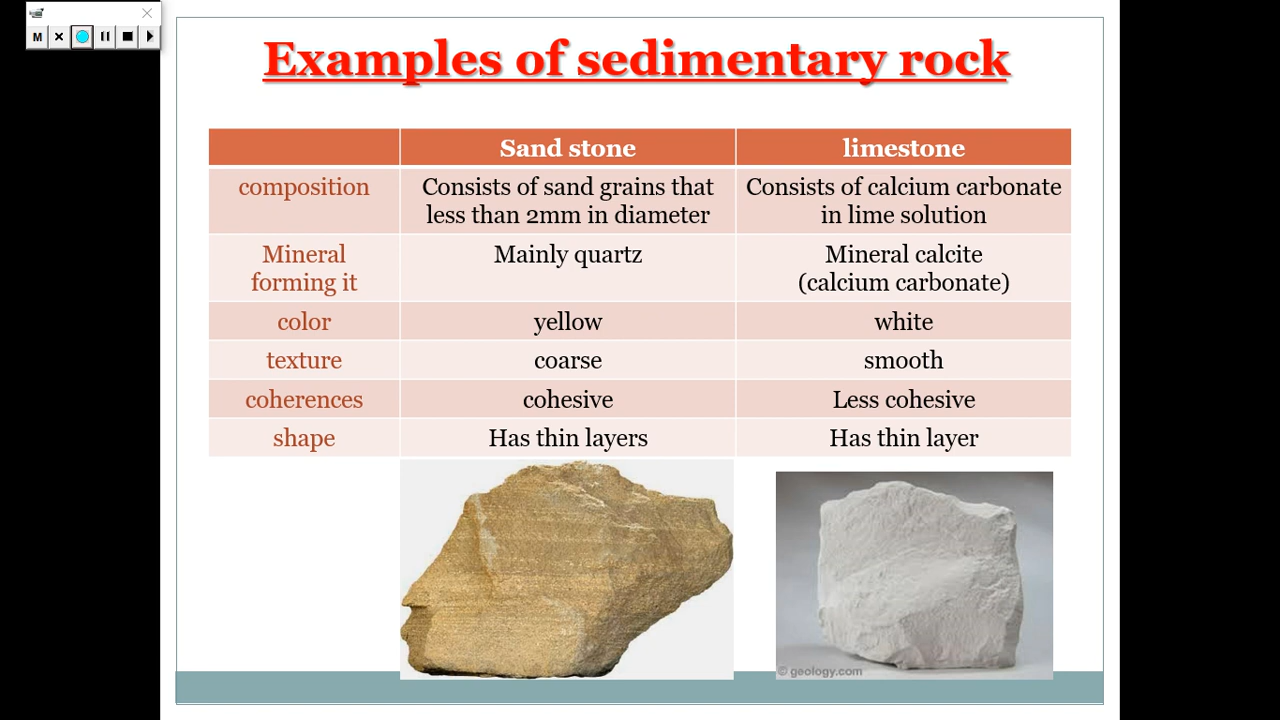 M
Examples of sedimentary rock
Sand stone
limestone
composition
Consists of sand grains that
less than 2mm in diameter
Consists of calcium carbonate
in lime solution
Mineral
forming it
Mainly quartz
Mineral calcite
(calcium carbonate)
color
yellow
white
texture
coarse
smooth
coherences
cohesive
Less cohesive
shape
Has thin layers
Has thin layer
© geology.com